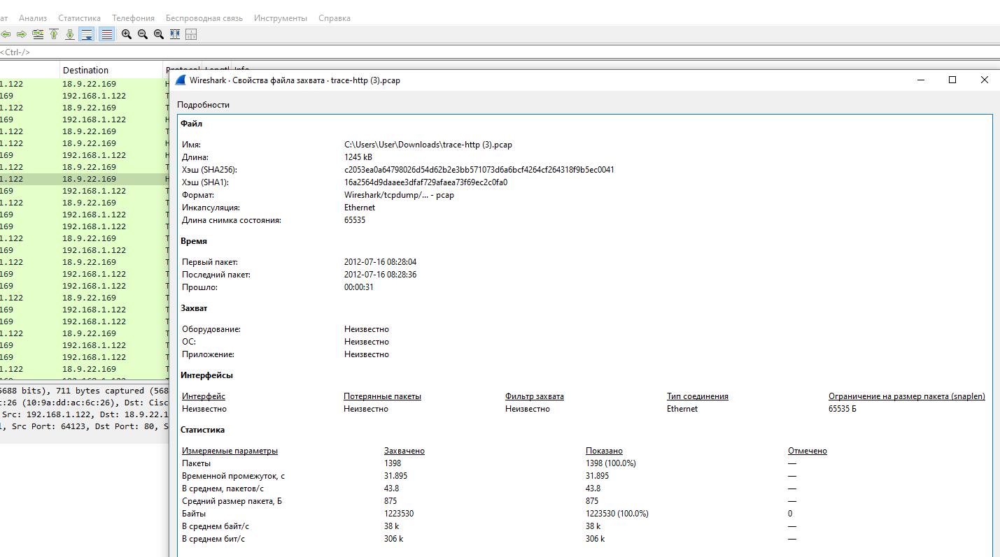 ат Анализ Статистика Телефония Беспроводная связь Инструменты Справка
<Ctrl-/>
Destination Protocol Length Info
1.122 18.9.22.169 H
169 192.168.1.122 T
1.122 18.9.22.169 T
169 192.168.1.122 H
1.122 18.9.22.169 T
1.122 18.9.22.169 H
169 192.168.1.122 H
1.122 18.9.22.169 T
1.122 18.9.22.169 H
169 192.168.1.122 T
1.122 18.9.22.169 T
169 192.168.1.122 T
169 192.168.1.122 T
1.122 18.9.22.169 T
169 192.168.1.122 T
1.122 18.9.22.169 T
169 192.168.1.122 T
169 192.168.1.122 T
1.122 18.9.22.169 T
169 192.168.1.122 T
169 192.168.1.122 T
1.122 18.9.22.169 T
169 192.168.1.122 T
169 192.168.1.122 T
1.122 18.9.22.169 T
169 192.168.1.122 T
5688 bits), 711 bytes captured (568
c:26 (10:9a:dd:ac:6c:26), Dst: Cisc
Src: 192.168.1.122, Dst: 18.9.22.1
l, Src Port: 64123, Dst Port: 80, S
Wireshark · Свойства файла захвата · trace-http (3).pcap
Подробности
Файл
Имя: C:\Users\User\Downloads\trace-http (3).pcap
Длина: 1245 kB
Хэш (SHA256): c2053ea0a64798026d54d62b2e3bb571073d6a6bcf4264cf264318f9b5ec0041
Хэш (SHA1): 16a2564d9daaee3dfaf729afaea73f69ec2c0fa0
Формат: Wireshark/tcpdump/... - pcap
Инкапсуляция: Ethernet
Длина снимка состояния: 65535
Время
Первый пакет: 2012-07-16 08:28:04
Последний пакет: 2012-07-16 08:28:36
Прошло: 00:00:31
Захват
Оборудование: Неизвестно
ОС: Неизвестно
Приложение: Неизвестно
Интерфейсы
Интерфейс Потерянные пакеты Фильтр захвата Тип соединения Ограничение на размер пакета (snaplen)
Неизвестно Неизвестно Неизвестно Ethernet 65535 Б
Статистика
Измеряемые параметры Захвачено Показано Отмечено
Пакеты 1398 1398 (100.0%) —
Временной промежуток, с 31.895 31.895 —
В среднем, пакетов/с 43.8 43.8 —
Средний размер пакета, Б 875 875 —
Байты 1223530 1223530 (100.0%) 0
В среднем байт/с 38 k 38 k —
В среднем бит/с 306 k 306 k —